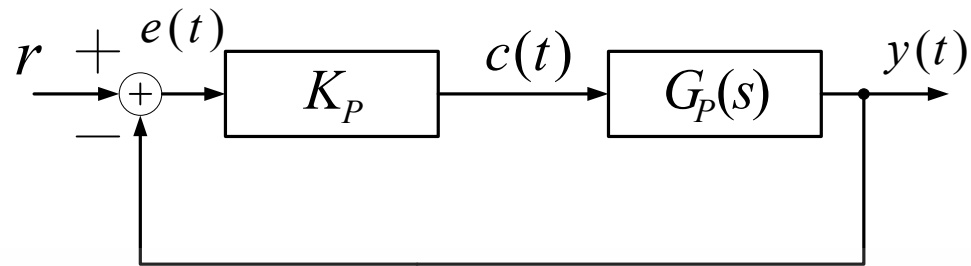 r + e(t) c(t) y(t)
+ K_P G_P(s)
−